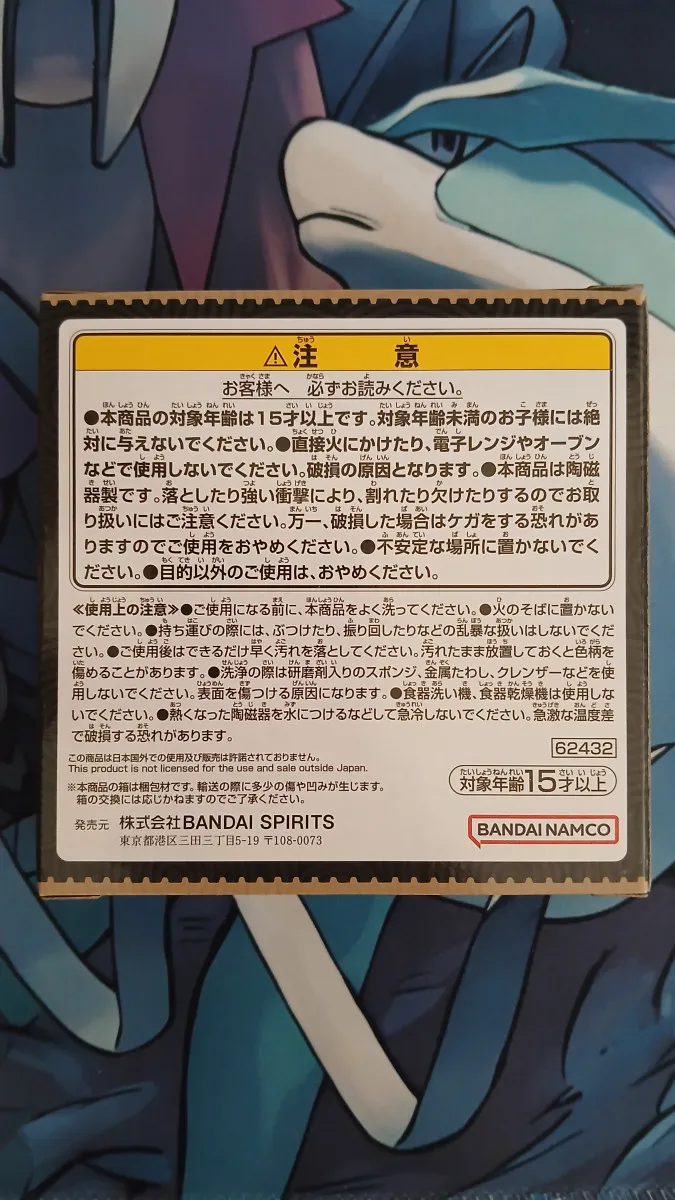 ⚠注意
お客様へ 必ずお読みください。
●本商品の対象年齢は15才以上です。対象年齢未満のお子様には絶
対に与えないでください。●直接火にかけたり、電子レンジやオーブン
などで使用しないでください。破損の原因となります。●本商品は陶磁
器製です。落としたり強い衝撃により、割れたり欠けたりするのでお取
り扱いにはご注意ください。万一、破損した場合はケガをする恐れがあ
りますのでご使用をおやめください。●不安定な場所に置かないでく
ださい。●目的以外のご使用は、おやめください。
≪使用上の注意≫●ご使用になる前に、本商品をよく洗ってください。●火のそばに置かない
でください。●持ち運びの際には、ぶつけたり、振り回したりなどの乱暴な扱いはしないでくだ
さい。●ご使用後はできるだけ早く汚れを落としてください。汚れたまま放置しておくと色柄を
傷めることがあります。●洗浄の際は研磨剤入りのスポンジ、金属たわし、クレンザーなどを使
用しないでください。表面を傷つける原因になります。●食器洗い機、食器乾燥機は使用しな
いでください。●熱くなった陶磁器を水につけるなどして急冷しないでください。急激な温度差
で破損する恐れがあります。
62432
この商品は日本国外での使用及び販売は許諾されておりません。
This product is not licensed for the use and sale outside Japan.
対象年齢15才以上
※本商品の箱は梱包材です。輸送の際に多少の傷や凹みが生じます。
箱の交換には応じかねますのでご了承ください。
発売元 株式会社BANDAI SPIRITS
東京都港区三田三丁目5-19 〒108-0073
BANDAI NAMCO